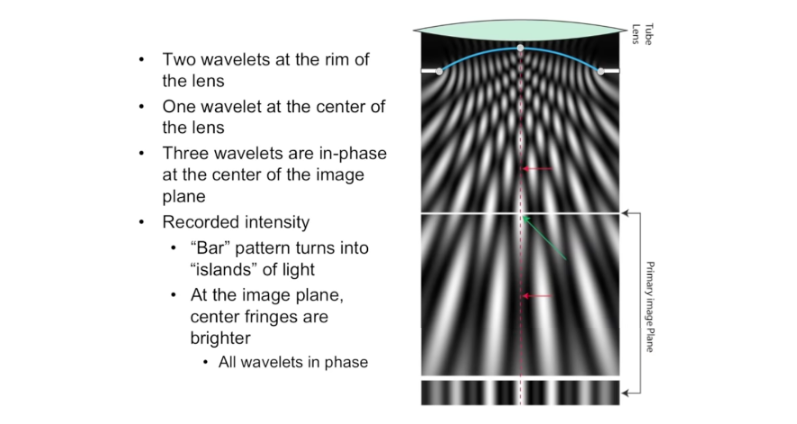 • Two wavelets at the rim of
the lens
• One wavelet at the center of
the lens
• Three wavelets are in-phase
at the center of the image
plane
• Recorded intensity
• “Bar” pattern turns into
“islands” of light
• At the image plane,
center fringes are
brighter
• All wavelets in phase
Tube
Lens
Primary image Plane